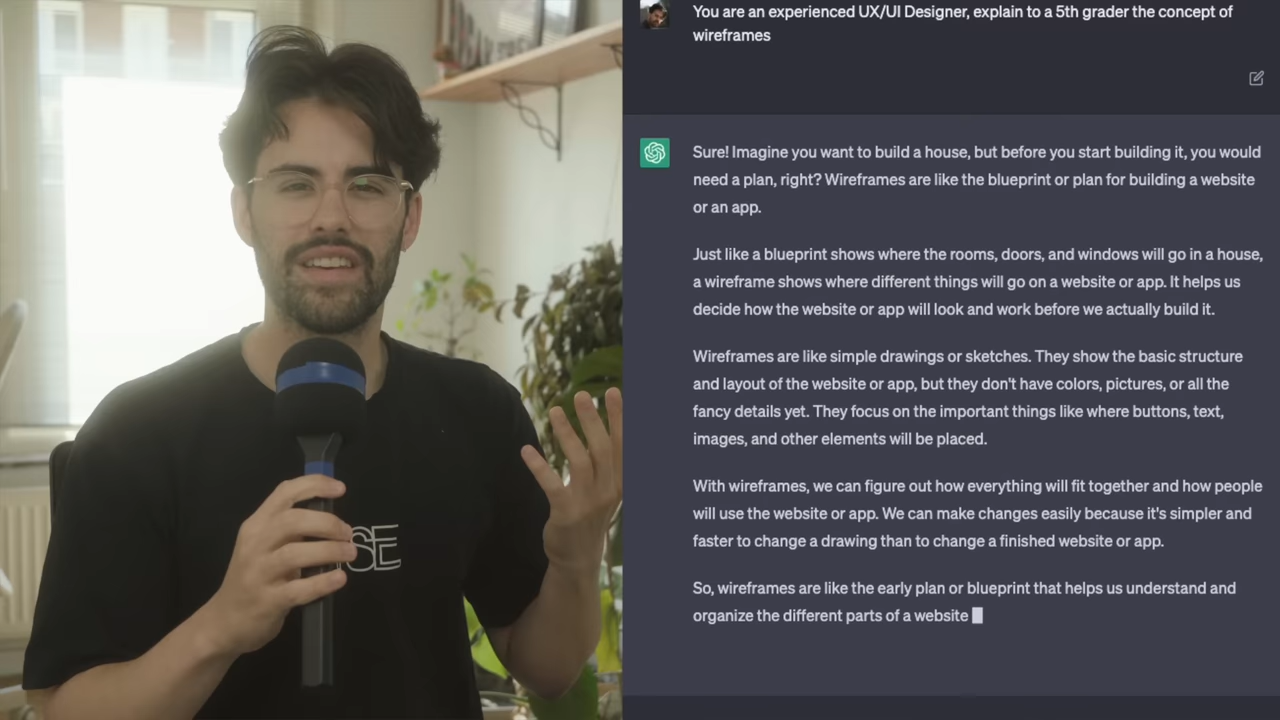 You are an experienced UX/UI Designer, explain to a 5th grader the concept of
wireframes
Sure! Imagine you want to build a house, but before you start building it, you would
need a plan, right? Wireframes are like the blueprint or plan for building a website
or an app.
Just like a blueprint shows where the rooms, doors, and windows will go in a house,
a wireframe shows where different things will go on a website or app. It helps us
decide how the website or app will look and work before we actually build it.
Wireframes are like simple drawings or sketches. They show the basic structure
and layout of the website or app, but they don't have colors, pictures, or all the
fancy details yet. They focus on the important things like where buttons, text,
images, and other elements will be placed.
With wireframes, we can figure out how everything will fit together and how people
will use the website or app. We can make changes easily because it's simpler and
faster to change a drawing than to change a finished website or app.
So, wireframes are like the early plan or blueprint that helps us understand and
organize the different parts of a website